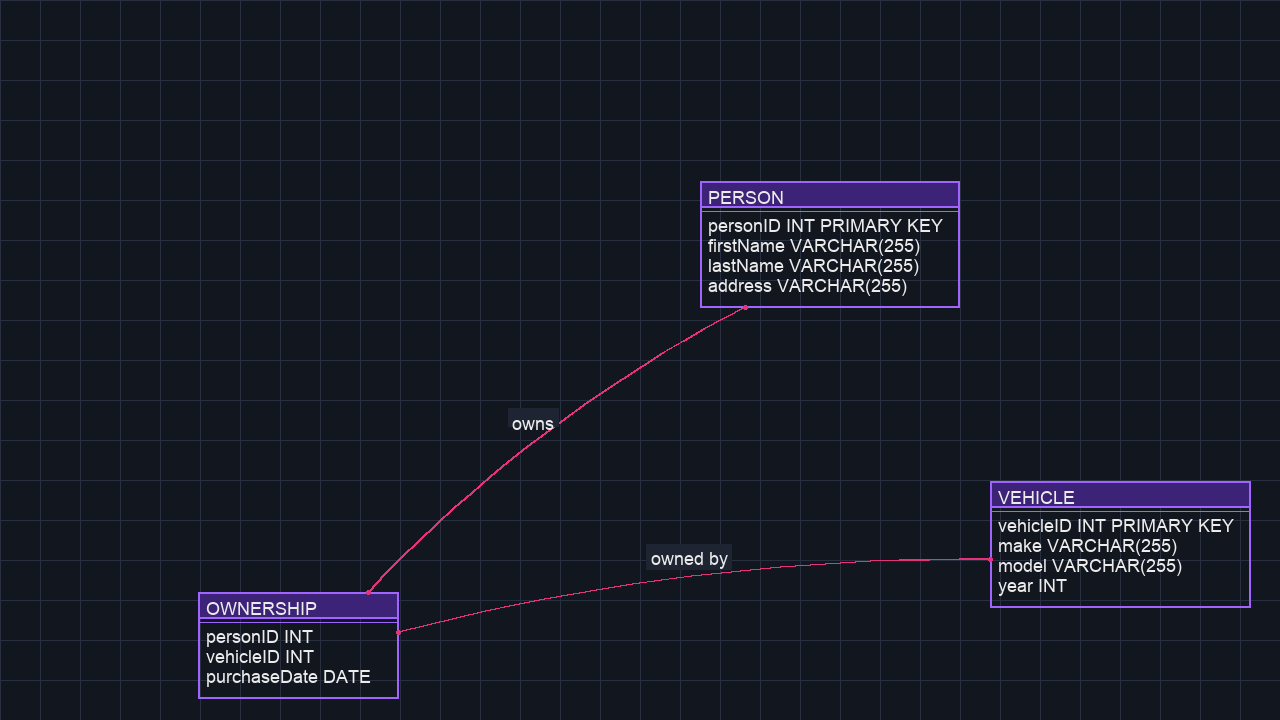 PERSON
personID INT PRIMARY KEY
firstName VARCHAR(255)
lastName VARCHAR(255)
address VARCHAR(255)
owns
VEHICLE
vehicleID INT PRIMARY KEY
make VARCHAR(255)
model VARCHAR(255)
year INT
owned by
OWNERSHIP
personID INT
vehicleID INT
purchaseDate DATE